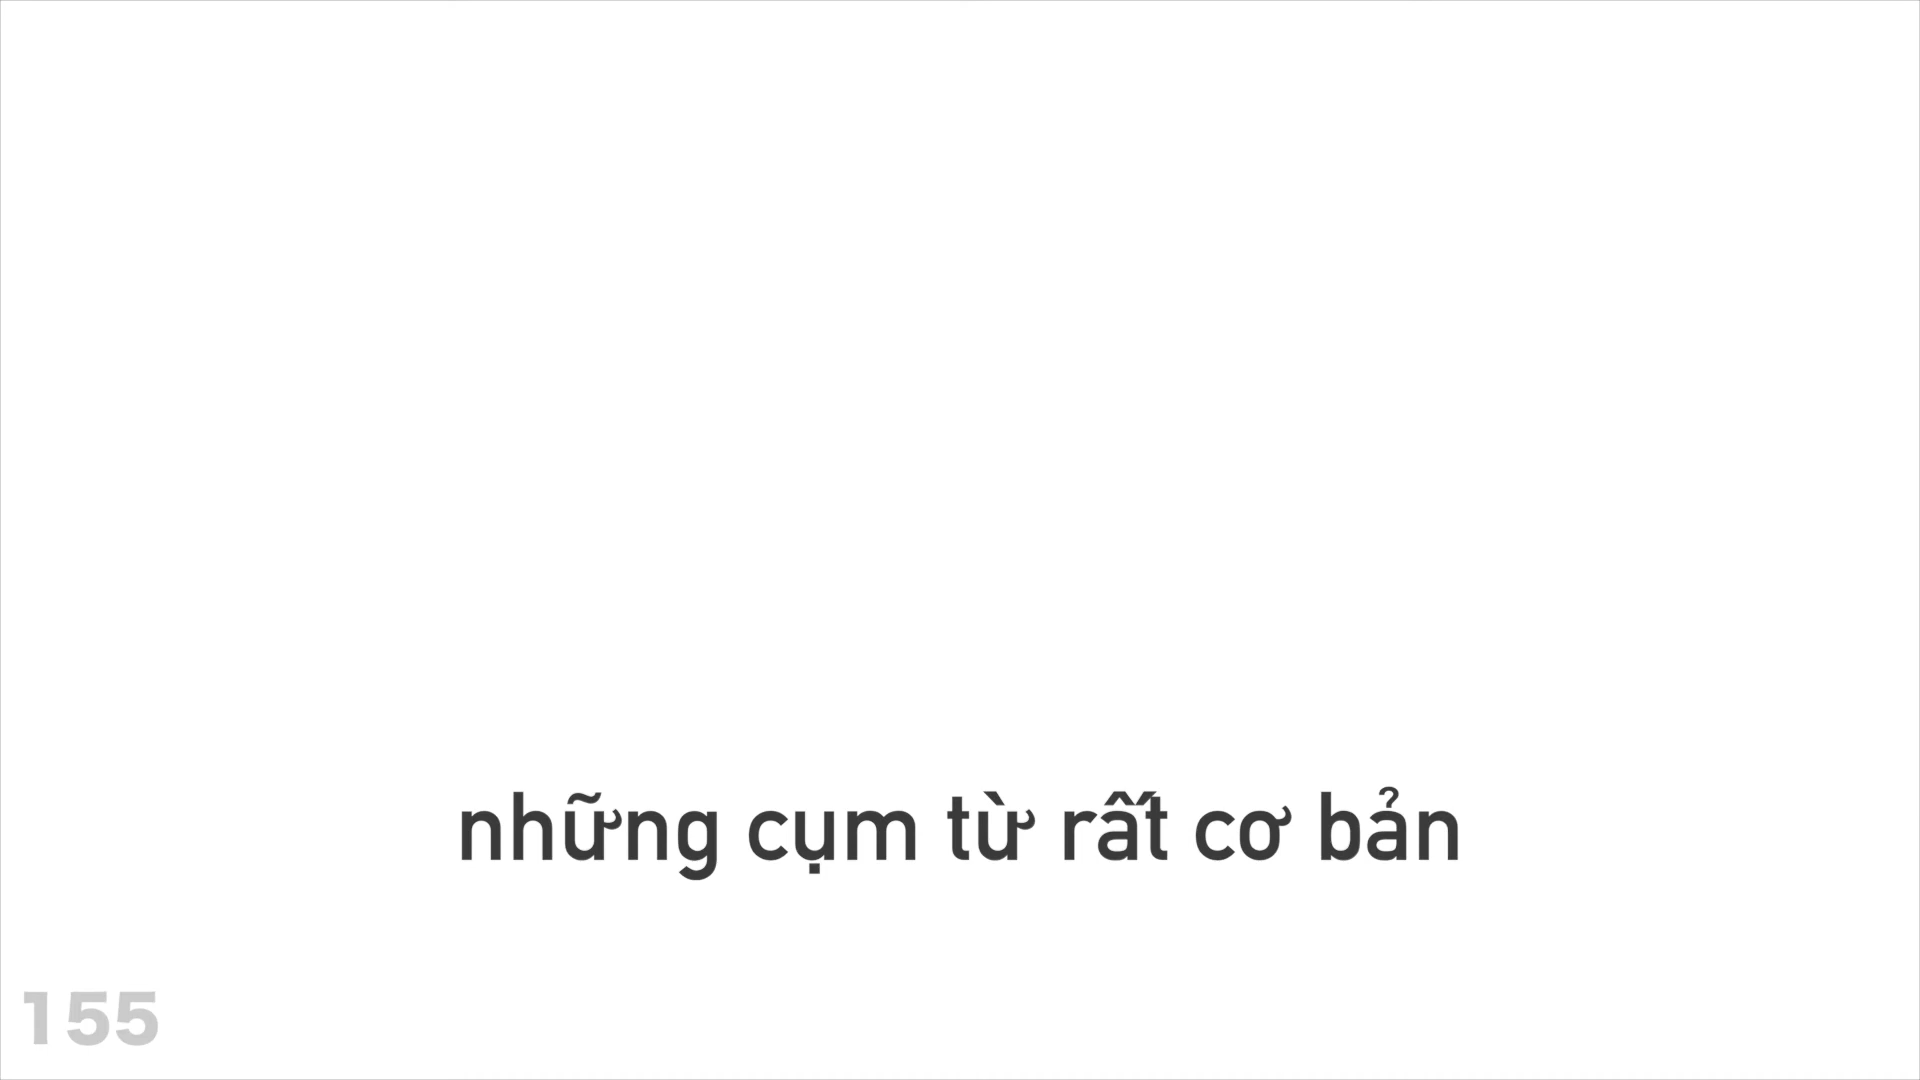 những cụm từ rất cơ bản
155